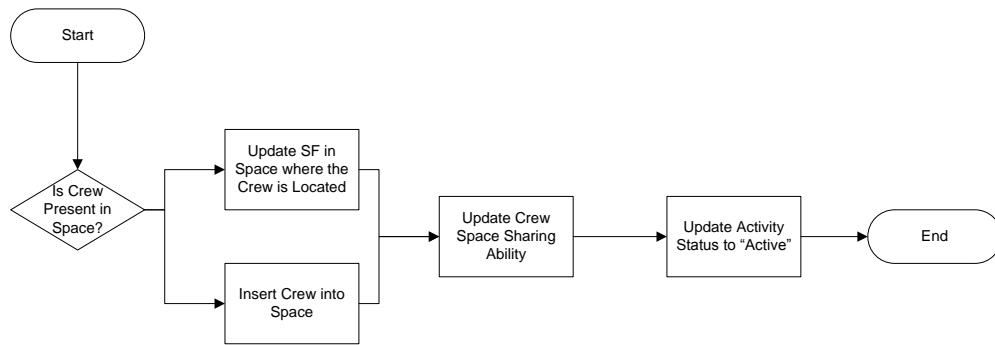 Start
Is Crew
Present in
Space?
Update SF in
Space where the
Crew is Located
Insert Crew into
Space
Update Crew
Space Sharing
Ability
Update Activity
Status to “Active”
End